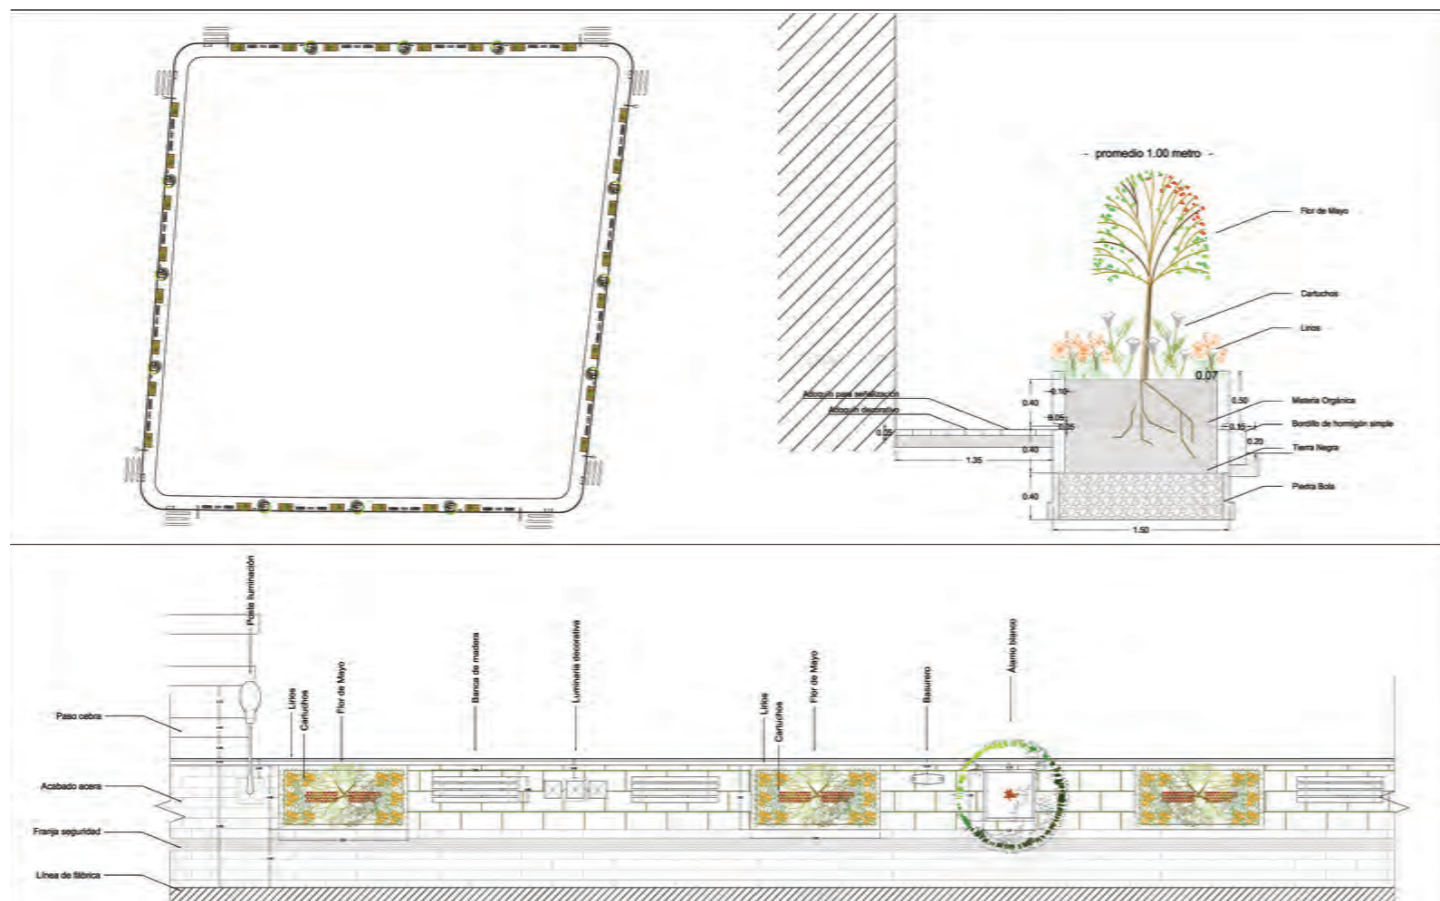 promedio 1.00 metro
Flor de Mayo
Cartuchos
Lirios
0.07
0.10
0.40
0.50
Adoquín para señalización
Materia Orgánica
Adoquín decorativo
0.05
0.05
0.15
Bordillo de hormigón simple
0.05
0.40
0.20
Tierra Negra
1.35
0.40
Piedra Bola
1.50
Poste iluminación
Lirios
Cartuchos
Flor de Mayo
Banca de madera
Luminaria decorativa
Lirios
Cartuchos
Flor de Mayo
Basurero
Álamo blanco
Paso cebra
Acabado acera
Franja seguridad
Línea de fábrica